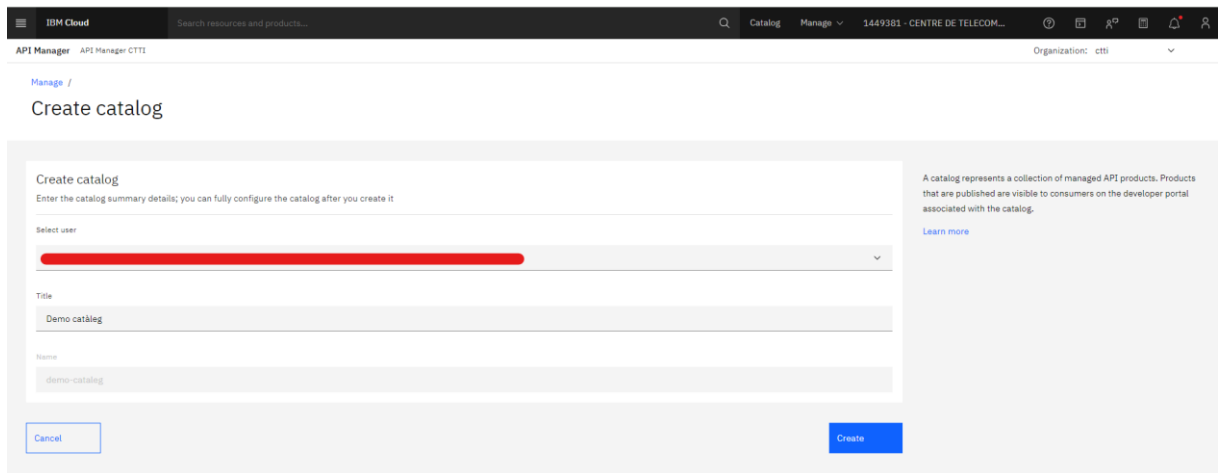 IBM Cloud Search resources and products... Catalog Manage 1449381 - CENTRE DE TELECOM...
API Manager API Manager CTTI Organization: ctti
Manage /
Create catalog
Create catalog
Enter the catalog summary details; you can fully configure the catalog after you create it
Select user
Title
Demo catàleg
Name
demo-cataleg
Cancel Create
A catalog represents a collection of managed API products. Products
that are published are visible to consumers on the developer portal
associated with the catalog.
Learn more